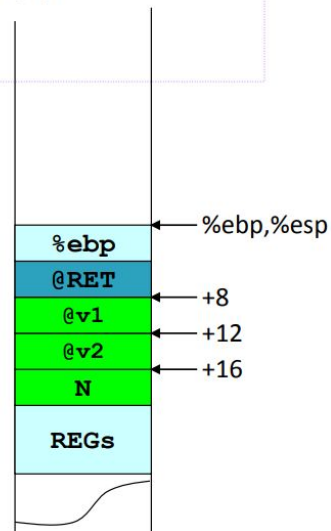 %ebp,%esp
%ebp
@RET
+8
@v1
+12
@v2
+16
N
REGs